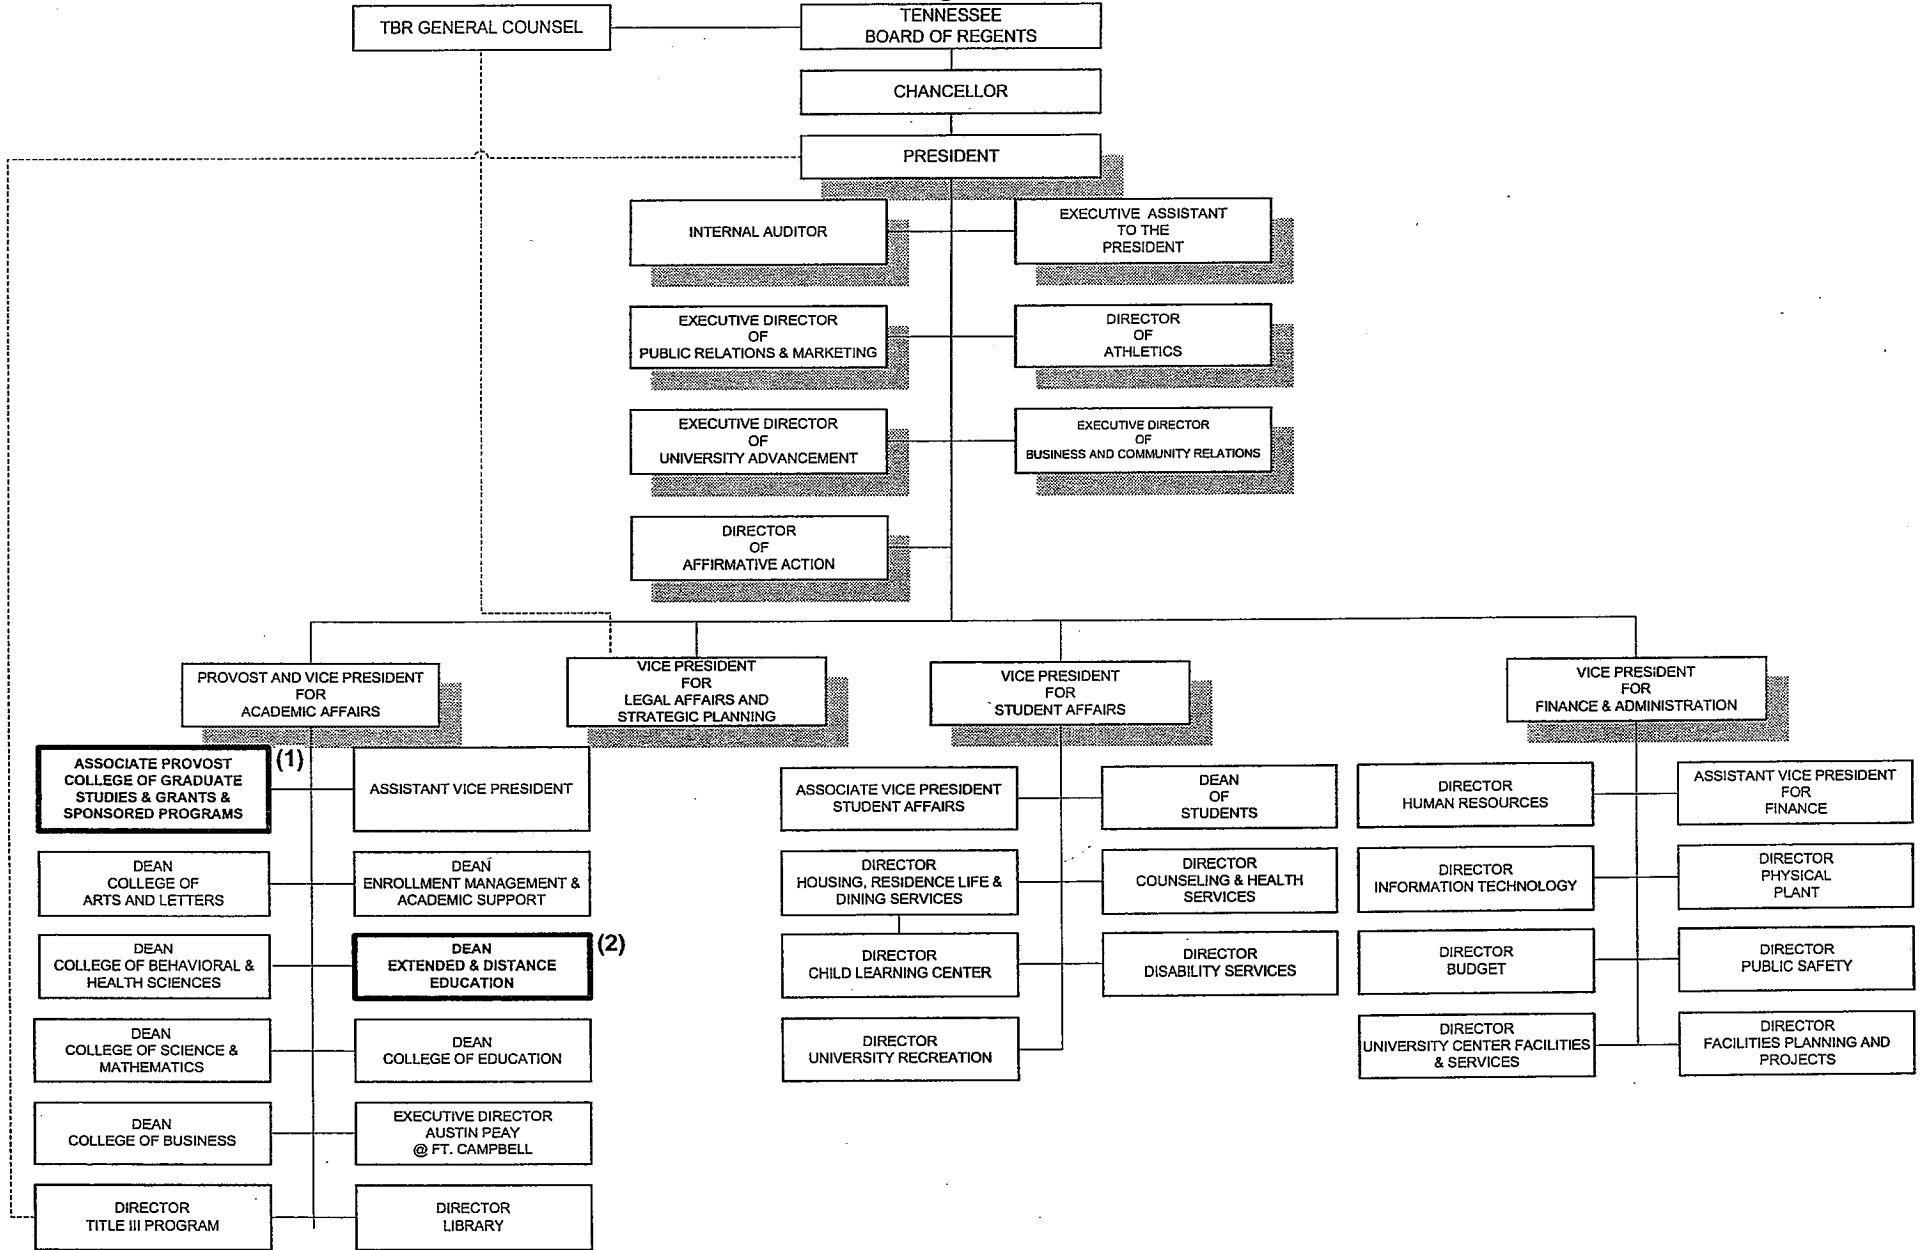 TBR GENERAL COUNSEL
TENNESSEE
BOARD OF REGENTS
CHANCELLOR
PRESIDENT
INTERNAL AUDITOR
EXECUTIVE ASSISTANT
TO THE
PRESIDENT
EXECUTIVE DIRECTOR
OF
PUBLIC RELATIONS & MARKETING
DIRECTOR
OF
ATHLETICS
EXECUTIVE DIRECTOR
OF
UNIVERSITY ADVANCEMENT
EXECUTIVE DIRECTOR
OF
BUSINESS AND COMMUNITY RELATIONS
DIRECTOR
OF
AFFIRMATIVE ACTION
PROVOST AND VICE PRESIDENT
FOR
ACADEMIC AFFAIRS
VICE PRESIDENT
FOR
LEGAL AFFAIRS AND
STRATEGIC PLANNING
VICE PRESIDENT
FOR
STUDENT AFFAIRS
VICE PRESIDENT
FOR
FINANCE & ADMINISTRATION
ASSOCIATE PROVOST
COLLEGE OF GRADUATE
STUDIES & GRANTS &
SPONSORED PROGRAMS
(1)
ASSISTANT VICE PRESIDENT
DEAN
COLLEGE OF
ARTS AND LETTERS
DEAN
ENROLLMENT MANAGEMENT &
ACADEMIC SUPPORT
DEAN
COLLEGE OF BEHAVIORAL &
HEALTH SCIENCES
DEAN
EXTENDED & DISTANCE
EDUCATION
(2)
DEAN
COLLEGE OF SCIENCE &
MATHEMATICS
DEAN
COLLEGE OF EDUCATION
DEAN
COLLEGE OF BUSINESS
EXECUTIVE DIRECTOR
AUSTIN PEAY
@ FT. CAMPBELL
DIRECTOR
TITLE III PROGRAM
DIRECTOR
LIBRARY
ASSOCIATE VICE PRESIDENT
STUDENT AFFAIRS
DEAN
OF
STUDENTS
DIRECTOR
HOUSING, RESIDENCE LIFE &
DINING SERVICES
DIRECTOR
COUNSELING & HEALTH
SERVICES
DIRECTOR
CHILD LEARNING CENTER
DIRECTOR
DISABILITY SERVICES
DIRECTOR
UNIVERSITY RECREATION
DIRECTOR
HUMAN RESOURCES
ASSISTANT VICE PRESIDENT
FOR
FINANCE
DIRECTOR
INFORMATION TECHNOLOGY
DIRECTOR
PHYSICAL
PLANT
DIRECTOR
BUDGET
DIRECTOR
PUBLIC SAFETY
DIRECTOR
UNIVERSITY CENTER FACILITIES
& SERVICES
DIRECTOR
FACILITIES PLANNING AND
PROJECTS